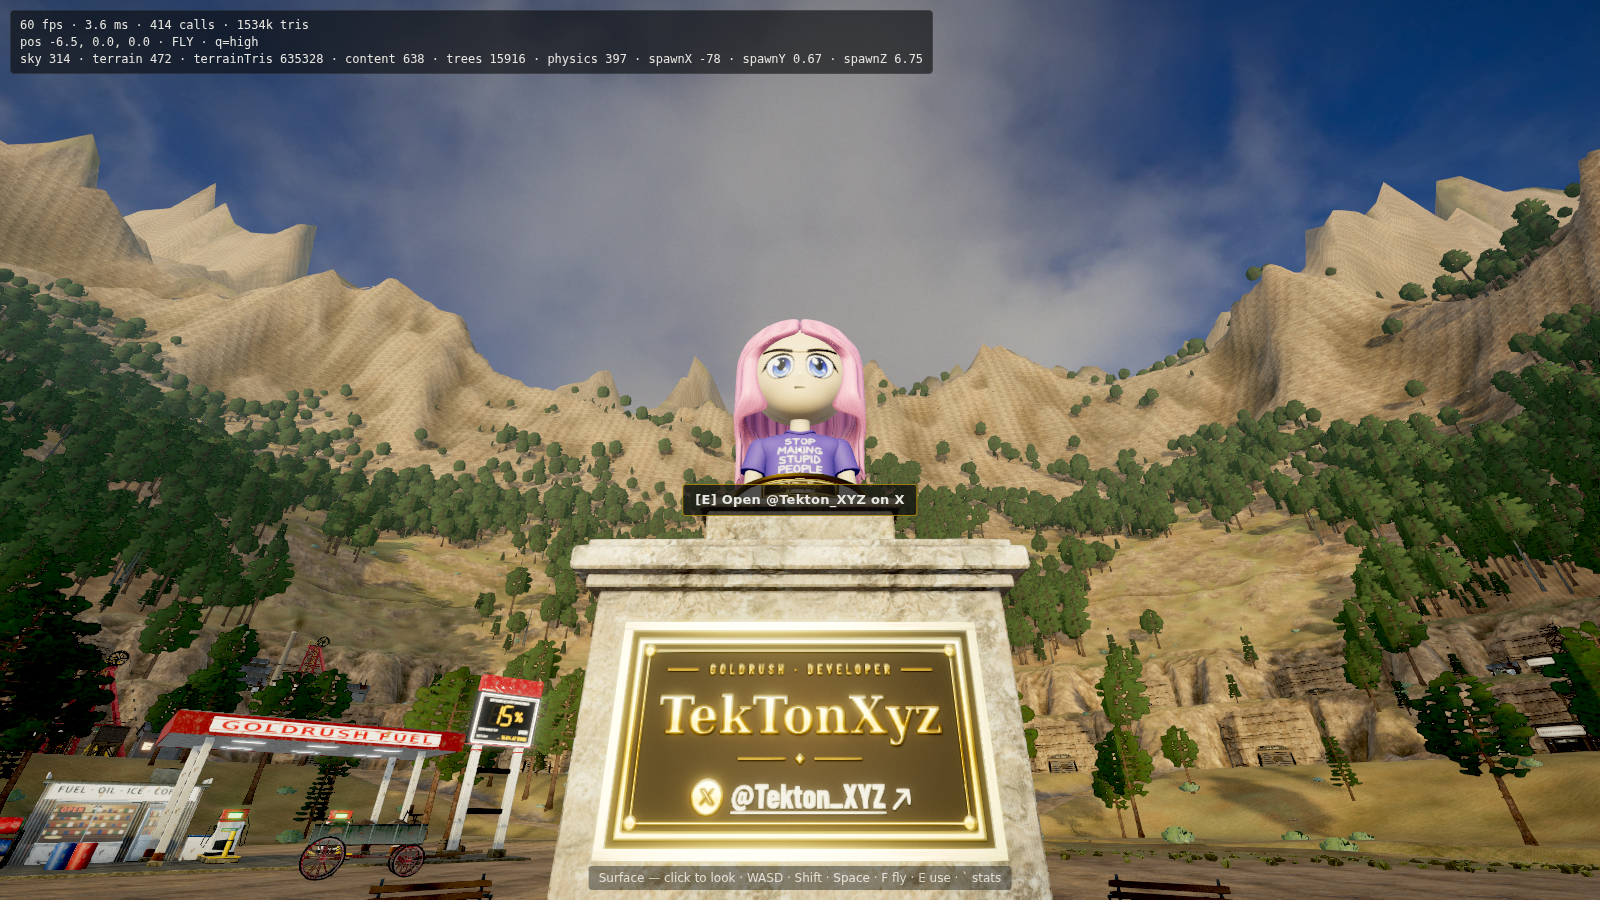 60 fps · 3.6 ms · 414 calls · 1534k tris
pos -6.5, 0.0, 0.0 · FLY · q=high
sky 314 · terrain 472 · terrainTris 635328 · content 638 · trees 15916 · physics 397 · spawnX -78 · spawnY 0.67 · spawnZ 6.75
STOP
MAKING
STUPID
PEOPLE
[E] Open @Tekton_XYZ on X
GOLDRUSH · DEVELOPER
TekTonXyz
X @Tekton_XYZ ↗
GOLDRUSH FUEL
15%
FUEL · OIL · ICE
OPEN
Surface — click to look · WASD · Shift · Space · F fly · E use · ` stats